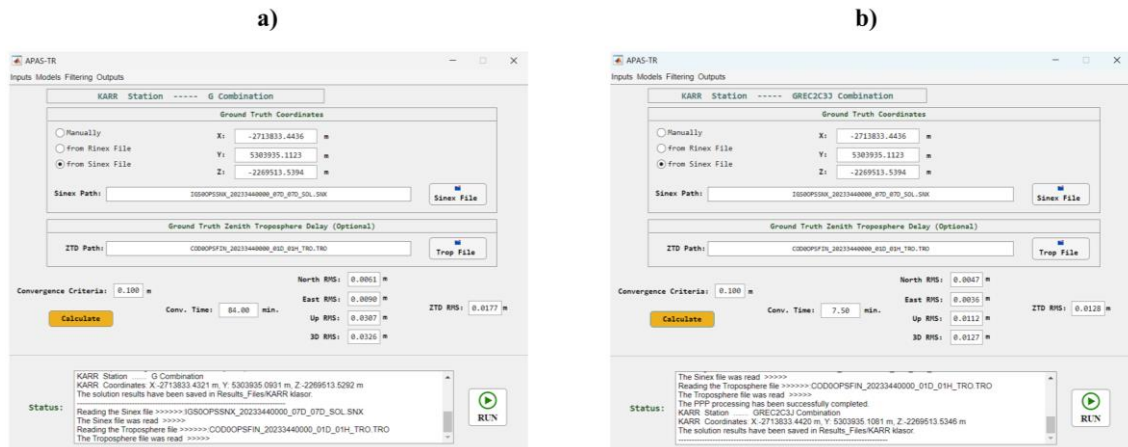 a)
APAS-TR
Inputs Models Filtering Outputs
KARR Station ----- G Combination
Ground Truth Coordinates
Manually
from Rinex File
from Sinex File
X: -2713833.4436 m
Y: 5303935.1123 m
Z: -2269513.5394 m
Sinex Path: IGS0OPSSNX_20233440000_07D_07D_SOL.SNX
Sinex File
Ground Truth Zenith Troposphere Delay (Optional)
ZTD Path: COD0OPSFIN_20233440000_01D_01H_TRO.TRO
Trop File
Convergence Criteria: 0.100 m
Calculate
Conv. Time: 84.00 min.
North RMS: 0.0061 m
East RMS: 0.0090 m
Up RMS: 0.0307 m
3D RMS: 0.0326 m
ZTD RMS: 0.0177 m
Status:
KARR Station ...... G Combination
KARR Coordinates: X:-2713833.4321 m, Y: 5303935.0931 m, Z:-2269513.5292 m
The solution results have been saved in Results_Files/KARR klasor.
Reading the Sinex file >>>>>> IGS0OPSSNX_20233440000_07D_07D_SOL.SNX
The Sinex file was read >>>>>
Reading the Troposphere file >>>>>> COD0OPSFIN_20233440000_01D_01H_TRO.TRO
The Troposphere file was read >>>>>
RUN
b)
APAS-TR
Inputs Models Filtering Outputs
KARR Station ----- GREC2C3J Combination
Ground Truth Coordinates
Manually
from Rinex File
from Sinex File
X: -2713833.4436 m
Y: 5303935.1123 m
Z: -2269513.5394 m
Sinex Path: IGS0OPSSNX_20233440000_07D_07D_SOL.SNX
Sinex File
Ground Truth Zenith Troposphere Delay (Optional)
ZTD Path: COD0OPSFIN_20233440000_01D_01H_TRO.TRO
Trop File
Convergence Criteria: 0.100 m
Calculate
Conv. Time: 7.50 min.
North RMS: 0.0047 m
East RMS: 0.0036 m
Up RMS: 0.0112 m
3D RMS: 0.0127 m
ZTD RMS: 0.0128 m
Status:
The Sinex file was read >>>>>
Reading the Troposphere file >>>>>> COD0OPSFIN_20233440000_01D_01H_TRO.TRO
The Troposphere file was read >>>>>
The PPP processing has been successfully completed.
KARR Station ...... GREC2C3J Combination
KARR Coordinates: X:-2713833.4420 m, Y: 5303935.1081 m, Z:-2269513.5346 m
The solution results have been saved in Results_Files/KARR klasor.
RUN